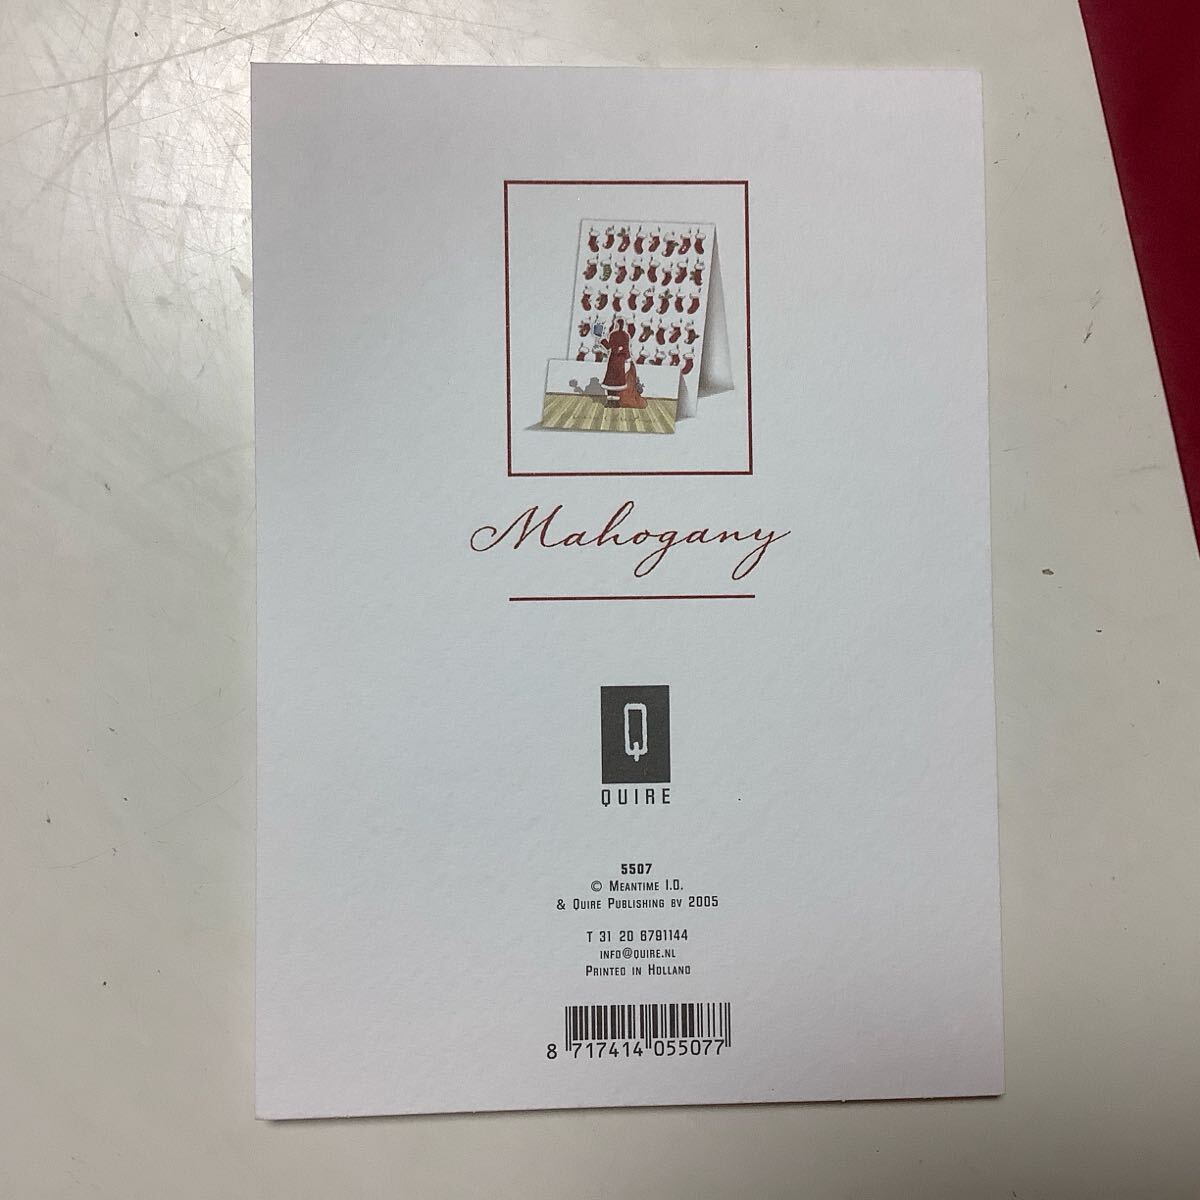 Mahogany
Q
QUIRE
5507
© MEANTIME I.D.
& QUIRE PUBLISHING BV 2005
T 31 20 6791144
INFO@QUIRE.NL
PRINTED IN HOLLAND
8 717414 055077